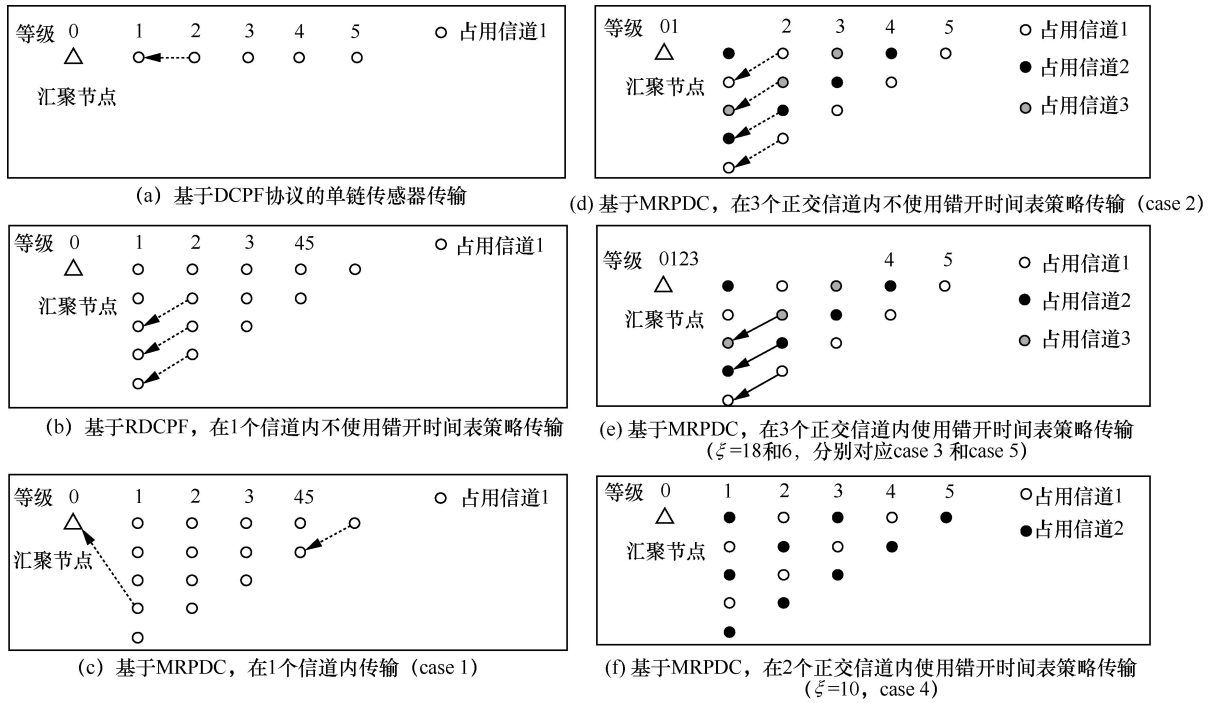 等级 0 1 2 3 4 5 占用信道1
汇聚节点
(a) 基于DCPF协议的单链传感器传输
等级 0 1 2 3 45 占用信道1
汇聚节点
(b) 基于RDCPF，在1个信道内不使用错开时间表策略传输
等级 0 1 2 3 45 占用信道1
汇聚节点
(c) 基于MRPDC，在1个信道内传输（case 1）
等级 01 2 3 4 5 占用信道1
汇聚节点 占用信道2
占用信道3
(d) 基于MRPDC，在3个正交信道内不使用错开时间表策略传输（case 2）
等级 0123 4 5 占用信道1
汇聚节点 占用信道2
占用信道3
(e) 基于MRPDC，在3个正交信道内使用错开时间表策略传输
(ξ=18和6，分别对应case 3 和case 5)
等级 0 1 2 3 4 5 占用信道1
汇聚节点 占用信道2
(f) 基于MRPDC，在2个正交信道内使用错开时间表策略传输
(ξ=10，case 4)